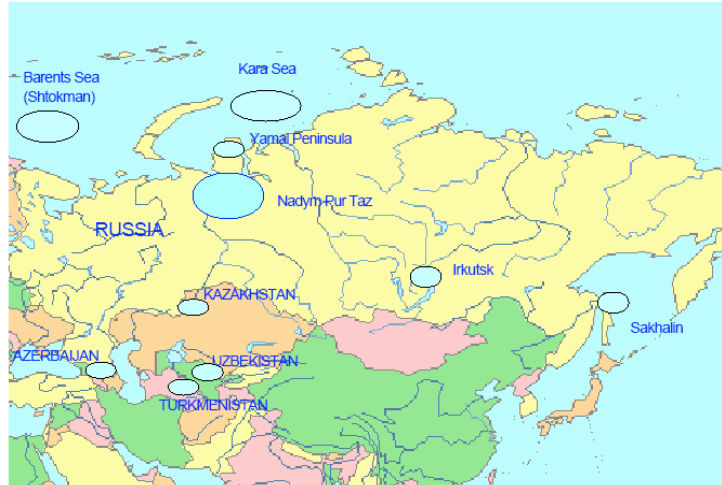 Kara Sea
Barents Sea
(Shtokman)
Yamal Peninsula
Nadym Pur Taz
RUSSIA
Irkutsk
KAZAKHSTAN
Sakhalin
AZERBAIJAN
UZBEKISTAN
TURKMENISTAN